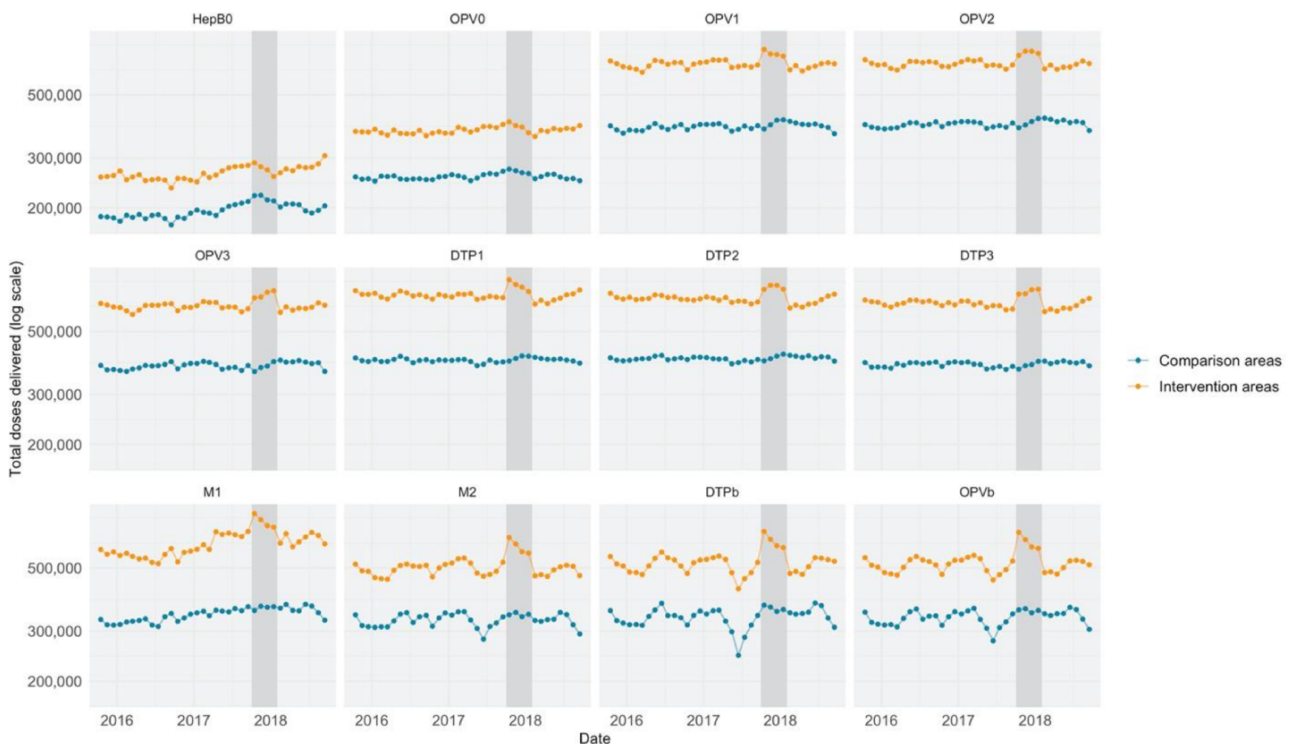 HepB0 OPV0 OPV1 OPV2
500,000
300,000
200,000
OPV3 DTP1 DTP2 DTP3
500,000
300,000
200,000
M1 M2 DTPb OPVb
500,000
300,000
200,000
2016 2017 2018 2016 2017 2018 2016 2017 2018 2016 2017 2018
Date
Total doses delivered (log scale)
Comparison areas
Intervention areas